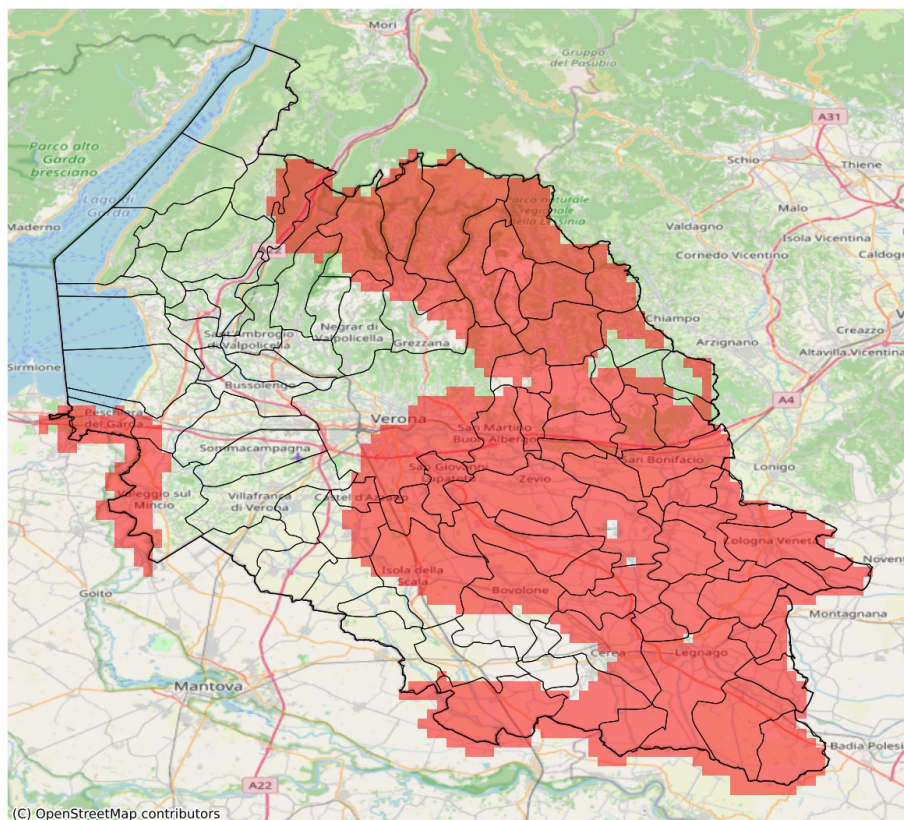 Mori
Gruppo
del Pasubio
A31
Parco alto
Garda
bresciano
Schio
Thiene
Lago di
Garda
Parco naturale
regionale
della Lessinia
Malo
Maderno
Valdagno
Isola Vicentina
Cornedo Vicentino
Caldogn
A22
Chiampo
Sant'Ambrogio
di Valpolicella
Negrar di
Valpolicella
Grezzana
Arzignano
Creazzo
Altavilla Vicentina
Sirmione
Bussolengo
A4
Peschiera
del Garda
Verona
San Martino
Buon Albergo
Sommacampagna
San Giovanni
Lupatoto
San Bonifacio
Lonigo
Zevio
Valeggio sul
Mincio
Villafranca
di Verona
Castel d'Azzano
Cologna Veneta
Isola della
Scala
Noven
Goito
Bovolone
Montagnana
Cerea
Legnago
Mantova
Badia Polesi
A22
(C) OpenStreetMap contributors